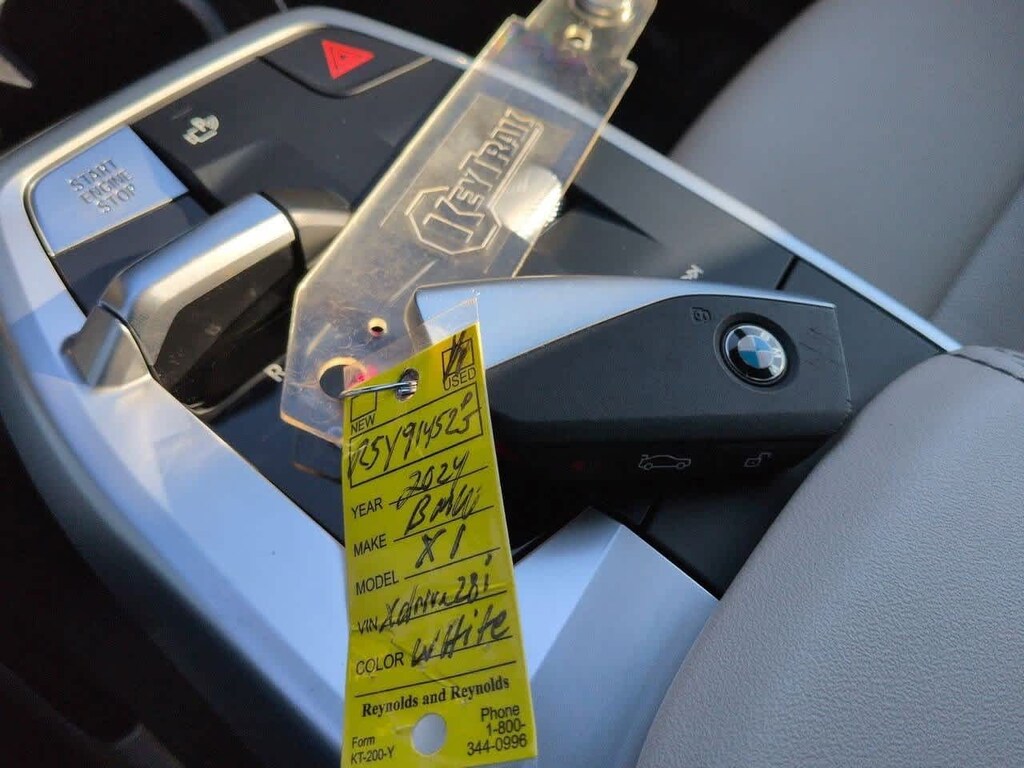 START
ENGINE
STOP
KEYTRAK
R
BMW
USED
NEW
YEAR 2024
MAKE BMW
MODEL X1
VIN Xdrive28i
COLOR WHite
Reynolds and Reynolds
Form
KT-200-Y
Phone
1-800-
344-0996